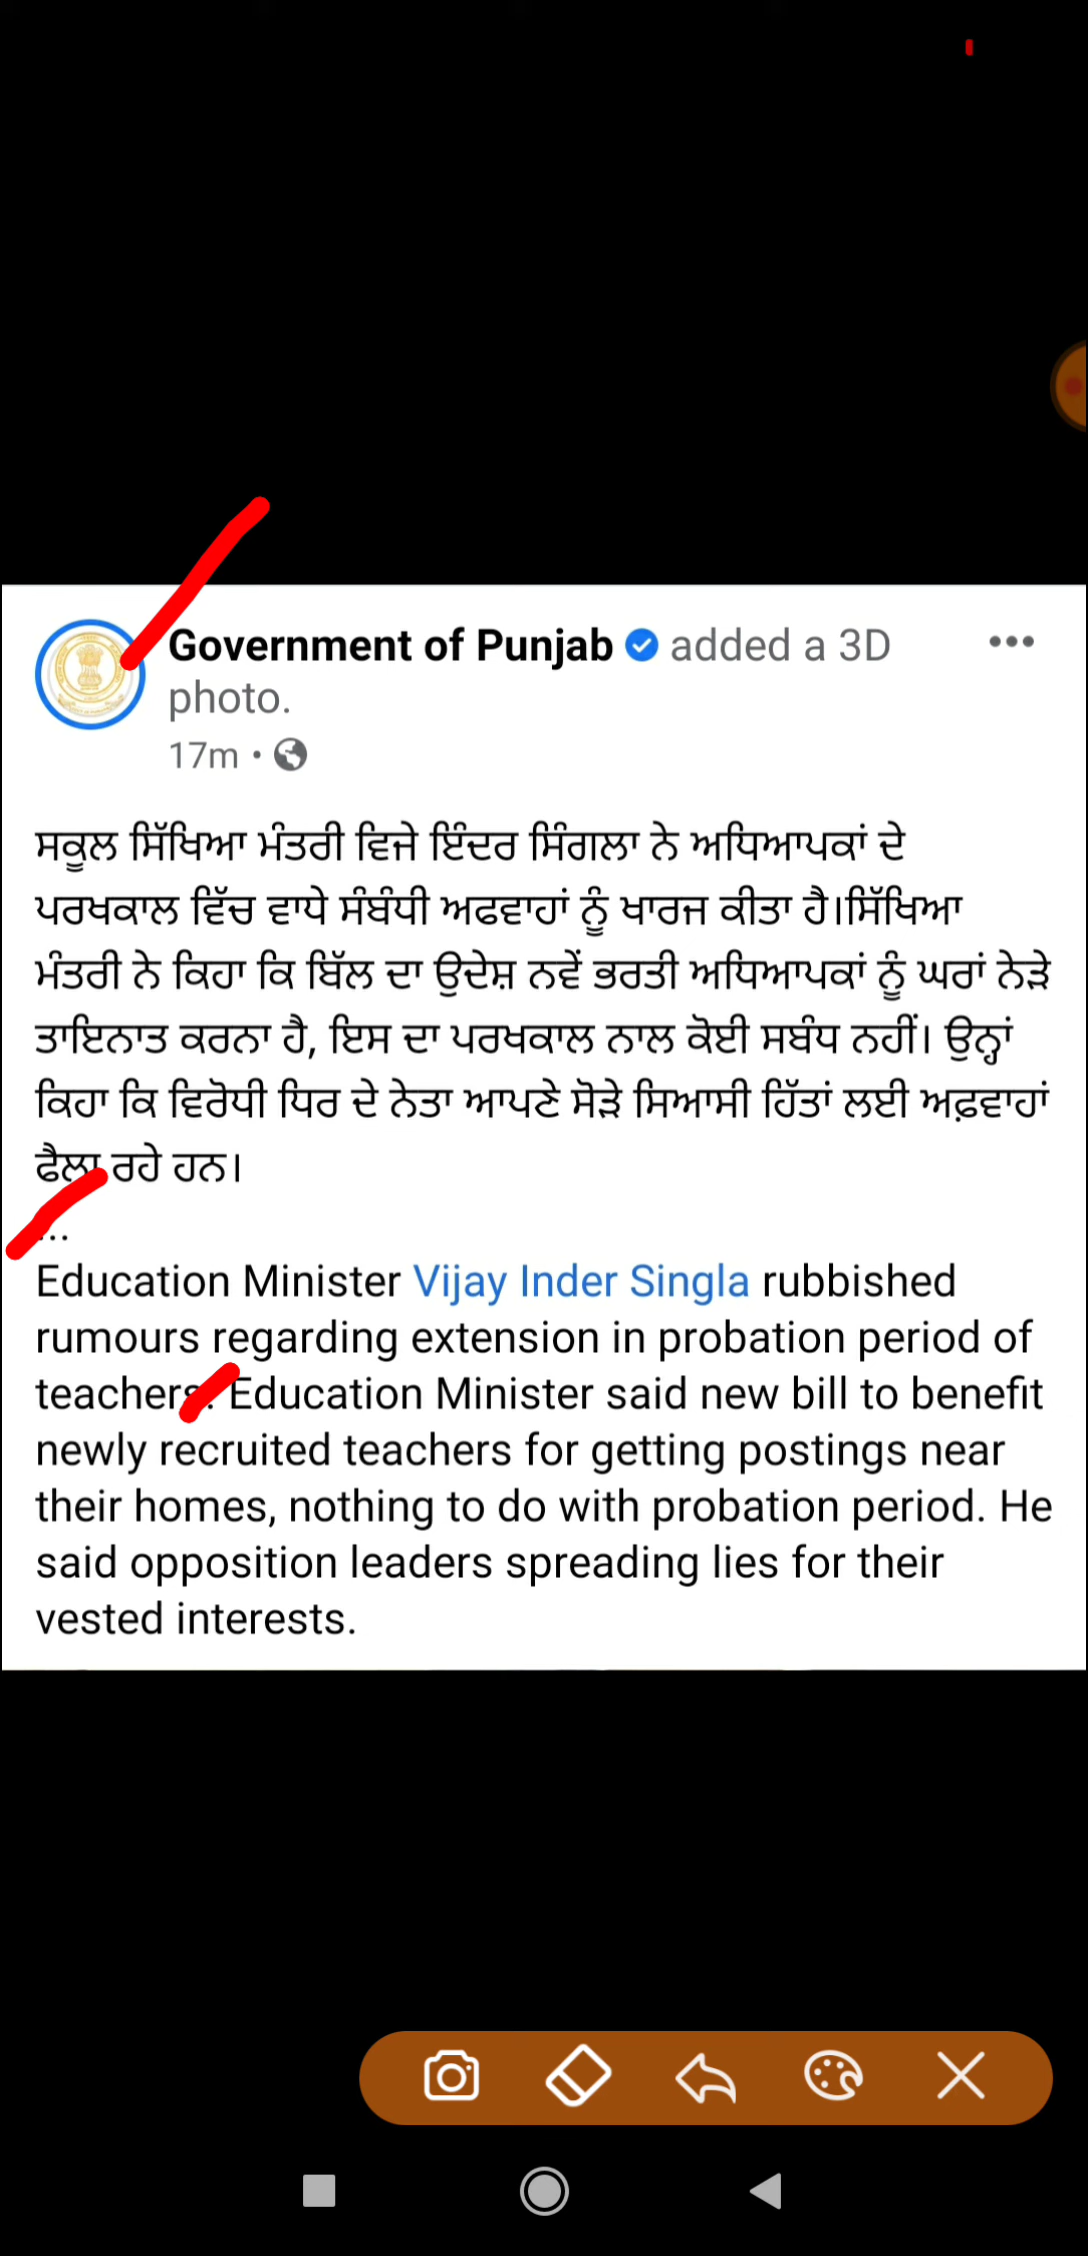 Government of Punjab added a 3D
photo.
17m •
ਸਕੂਲ ਸਿੱਖਿਆ ਮੰਤਰੀ ਵਿਜੇ ਇੰਦਰ ਸਿੰਗਲਾ ਨੇ ਅਧਿਆਪਕਾਂ ਦੇ
ਪਰਖਕਾਲ ਵਿੱਚ ਵਾਧੇ ਸੰਬੰਧੀ ਅਫਵਾਹਾਂ ਨੂੰ ਖਾਰਜ ਕੀਤਾ ਹੈ।ਸਿੱਖਿਆ
ਮੰਤਰੀ ਨੇ ਕਿਹਾ ਕਿ ਬਿੱਲ ਦਾ ਉਦੇਸ਼ ਨਵੇਂ ਭਰਤੀ ਅਧਿਆਪਕਾਂ ਨੂੰ ਘਰਾਂ ਨੇੜੇ
ਤਾਇਨਾਤ ਕਰਨਾ ਹੈ, ਇਸ ਦਾ ਪਰਖਕਾਲ ਨਾਲ ਕੋਈ ਸਬੰਧ ਨਹੀਂ। ਉਨ੍ਹਾਂ
ਕਿਹਾ ਕਿ ਵਿਰੋਧੀ ਧਿਰ ਦੇ ਨੇਤਾ ਆਪਣੇ ਸੋੜੇ ਸਿਆਸੀ ਹਿੱਤਾਂ ਲਈ ਅਫ਼ਵਾਹਾਂ
ਫੈਲਾ ਰਹੇ ਹਨ।
...
Education Minister Vijay Inder Singla rubbished
rumours regarding extension in probation period of
teachers. Education Minister said new bill to benefit
newly recruited teachers for getting postings near
their homes, nothing to do with probation period. He
said opposition leaders spreading lies for their
vested interests.